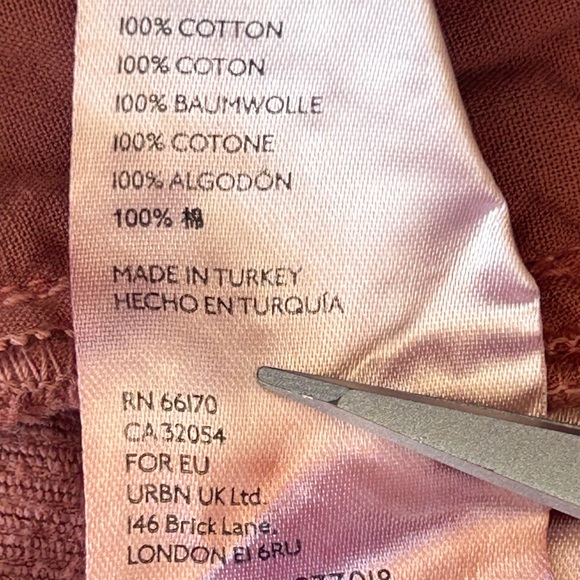 100% COTTON
100% COTON
100% BAUMWOLLE
100% COTONE
100% ALGODÓN
100% 棉
MADE IN TURKEY
HECHO EN TURQUÍA
RN 66170
CA 32054
FOR EU
URBN UK Ltd.
146 Brick Lane,
LONDON E1 6RU